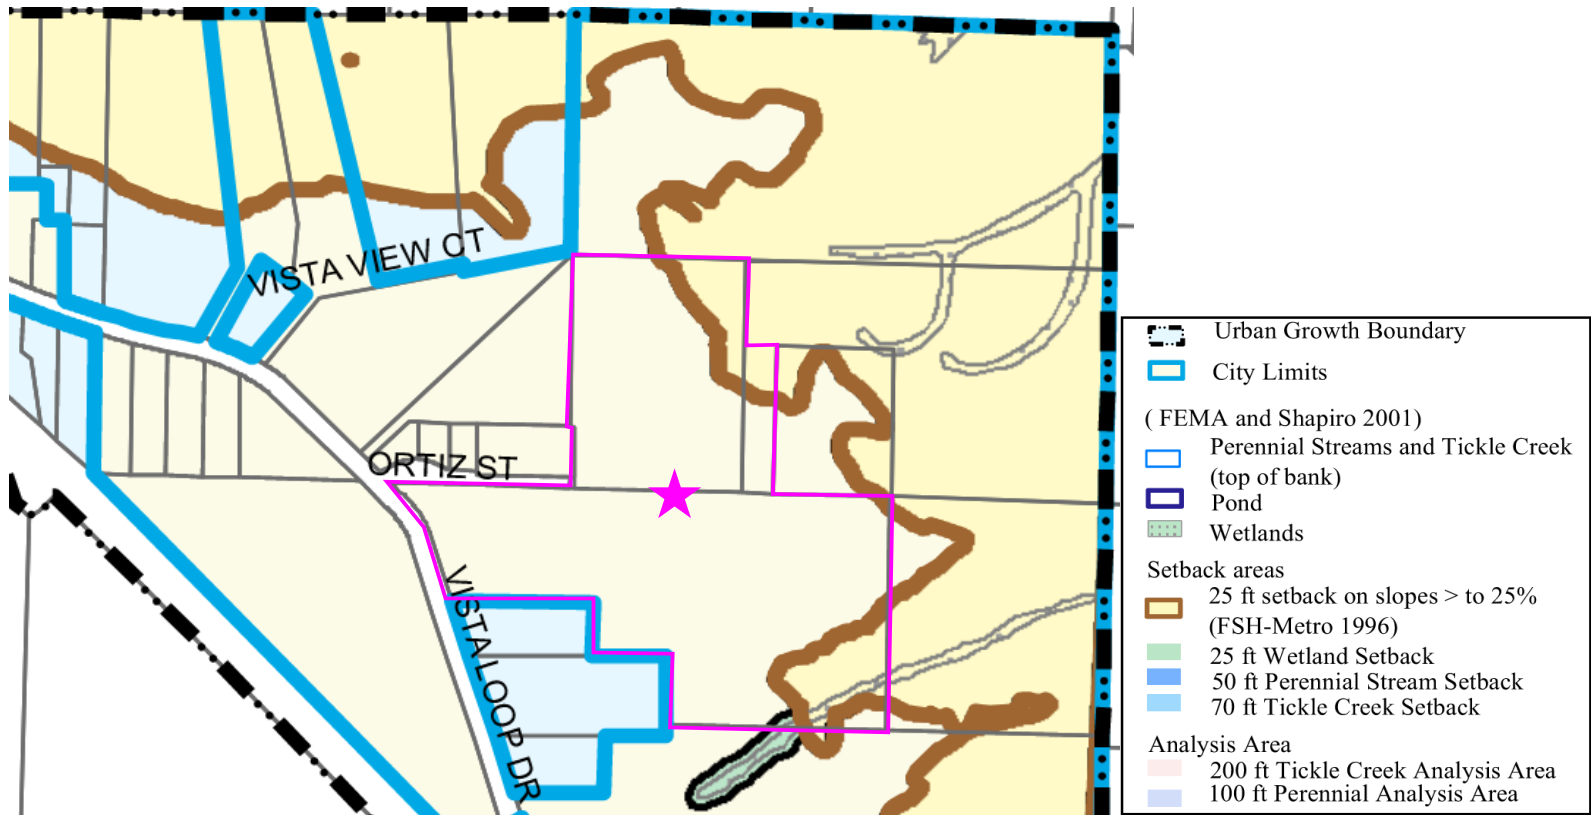 VISTA VIEW CT
ORTIZ ST
VISTA LOOP DR
Urban Growth Boundary
City Limits
( FEMA and Shapiro 2001)
Perennial Streams and Tickle Creek
(top of bank)
Pond
Wetlands
Setback areas
25 ft setback on slopes > to 25%
(FSH-Metro 1996)
25 ft Wetland Setback
50 ft Perennial Stream Setback
70 ft Tickle Creek Setback
Analysis Area
200 ft Tickle Creek Analysis Area
100 ft Perennial Analysis Area